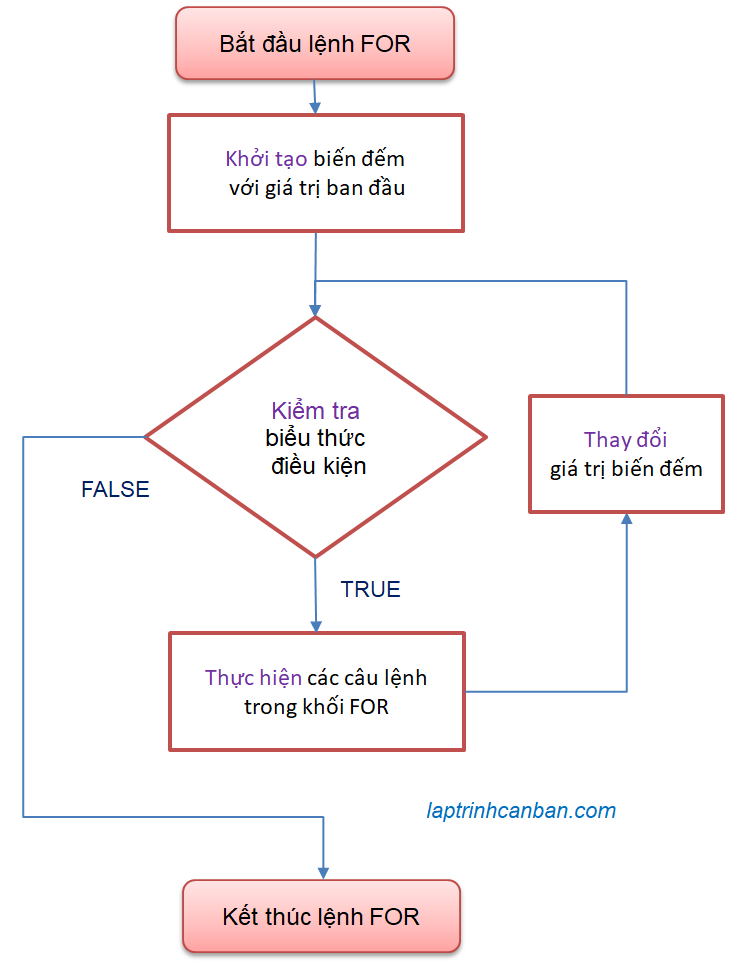 Bắt đầu lệnh FOR
Khởi tạo biến đếm
với giá trị ban đầu
Kiểm tra
biểu thức
điều kiện
Thay đổi
giá trị biến đếm
FALSE
TRUE
Thực hiện các câu lệnh
trong khối FOR
laptrinhcanban.com
Kết thúc lệnh FOR